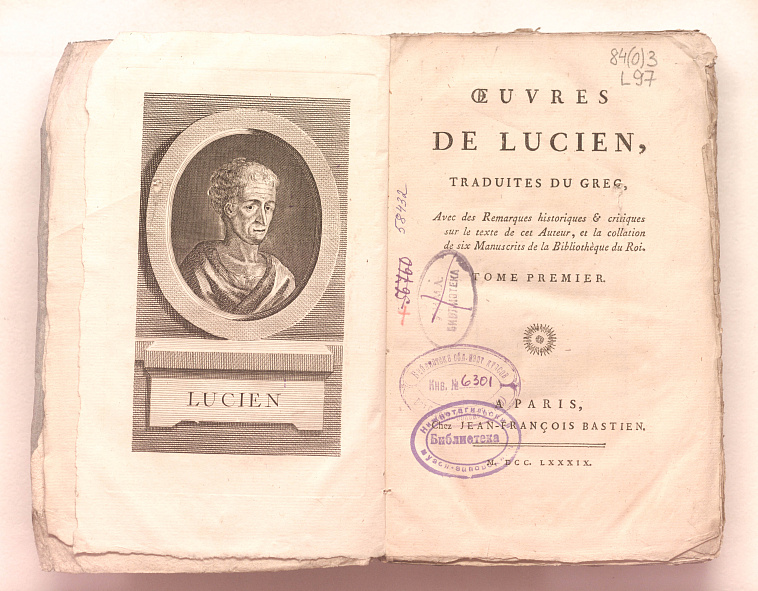 LUCIEN
84(0)3
L97
ŒUVRES
DE LUCIEN,
TRADUITES DU GREC,
Avec des Remarques historiques & critiques
sur le texte de cet Auteur, et la collation
de six Manuscrits de la Bibliothèque du Roi.
TOME PREMIER.
58432
56760
БИБЛИОТЕКА
Инв. № 6301
A PARIS,
Chez JEAN-FRANÇOIS BASTIEN.
M. DCC. LXXXIX.
Нижнетагильский
Библиотека